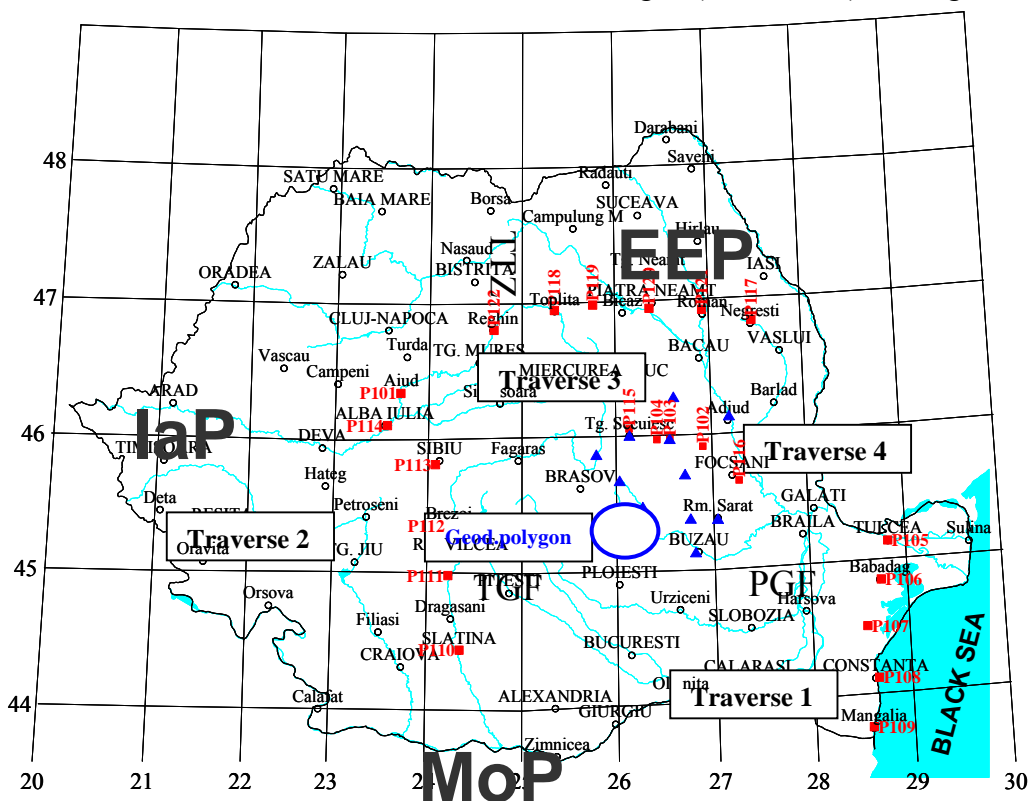 Darabani
48
Saveni
SATU MARE
Radauti
BAIA MARE
Borsa
SUCEAVA
Campulung M
Hirlau
ZLL
EEP
Nasaud
ZALAU
IASI
ORADEA
BISTRITA
47
P122
P118
P119
P117
PIATRA NEAMT
Toplita
Bicaz
Roman
Negresti
CLUJ-NAPOCA
Reghin
Turda
TG. MURES
BACAU
VASLUI
Vascau
MIERCUREA
UC
Campeni
Aiud
Traverse 3
Barlad
ARAD
P101
Adjud
ALBA IULIA
P115
P104
P103
P102
P114
Tg. Secuiesc
IaP
46
DEVA
SIBIU
Fagaras
Traverse 4
P116
TIMISOARA
P113
FOCSANI
Hateg
BRASOV
GALATI
Deta
Petroseni
Rm. Sarat
BRAILA
TULCEA
Sulina
Traverse 2
P112
Geod.polygon
BUZAU
P105
Oravita
VILCEA
45
P111
PLOIESTI
Babadag
P106
TGF
PGF
Orsova
Dragasani
Urziceni
Harsova
Filiasi
SLOBOZIA
P107
SLATINA
P110
BUCURESTI
CRAIOVA
CALARASI
CONSTANTA
P108
44
Calafat
ALEXANDRIA
Traverse 1
GIURGIU
Mangalia
P109
BLACK SEA
Zimnicea
MoP
20
21
22
23
24
25
26
27
28
29
30